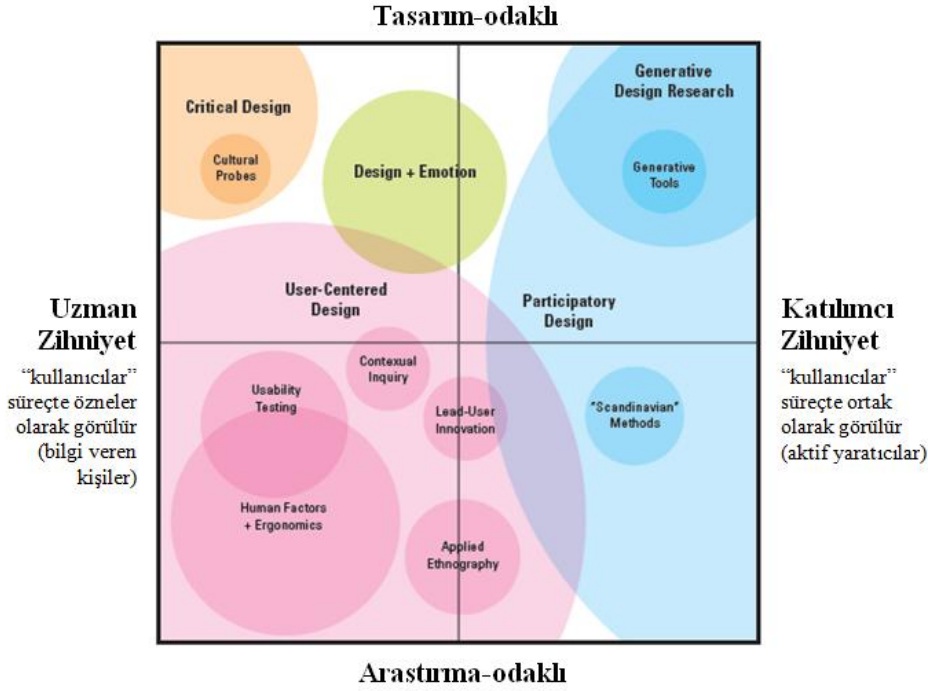 Tasarım-odaklı
Critical Design
Cultural
Probes
Design + Emotion
Generative
Design Research
Generative
Tools
User-Centered
Design
Participatory
Design
Uzman
Zihniyet
“kullanıcılar”
süreçte özneler
olarak görülür
(bilgi veren
kişiler)
Katılımcı
Zihniyet
“kullanıcılar”
süreçte ortak
olarak görülür
(aktif yaratıcılar)
Contexual
Inquiry
Usability
Testing
Lead-User
Innovation
"Scandinavian"
Methods
Human Factors
+ Ergonomics
Applied
Ethnography
Arastırma-odaklı